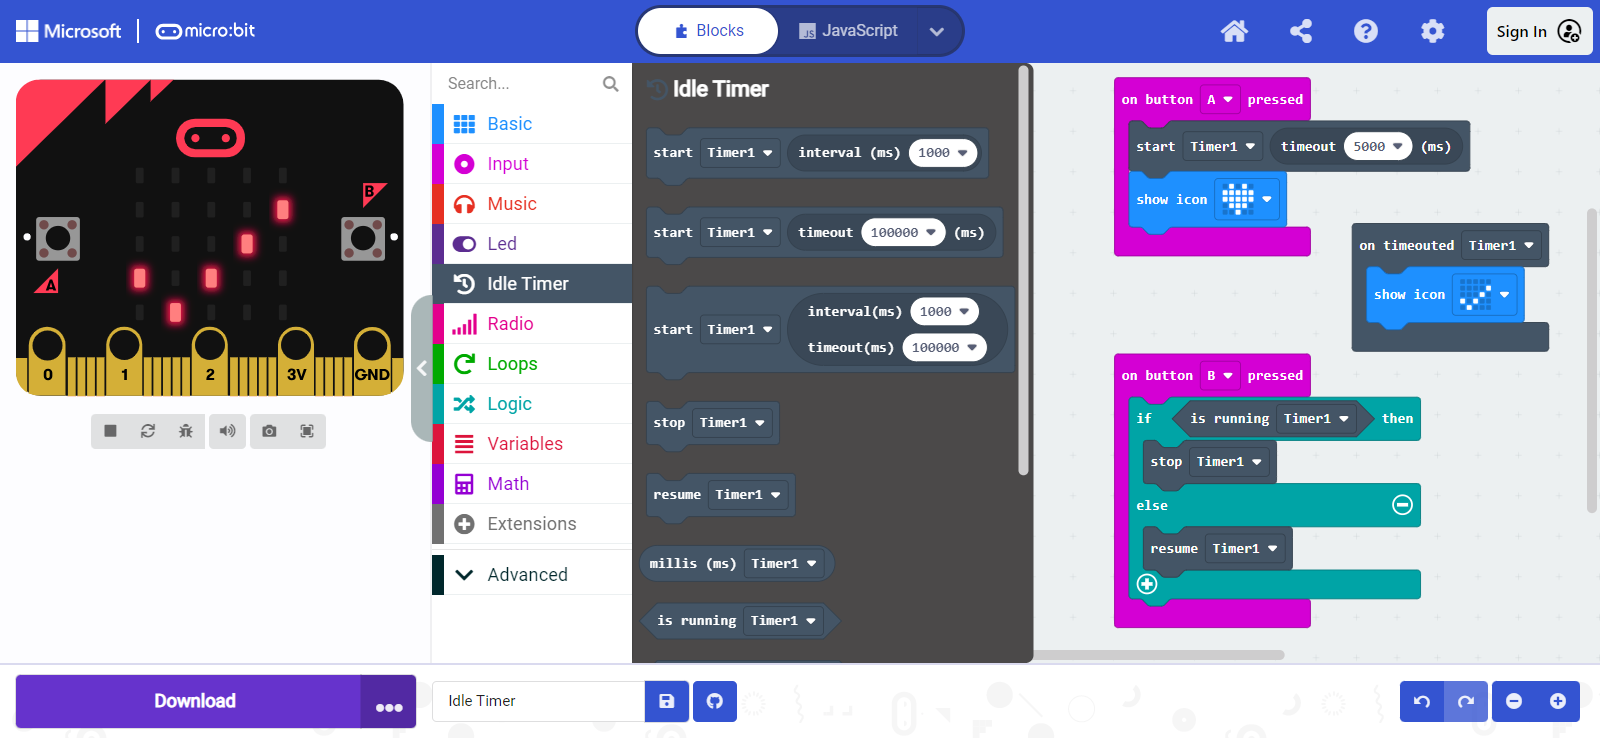 Microsoft
micro:bit
Blocks
JS
JavaScript
Sign In
B
A
0
1
2
3V
GND
Download
Search...
Basic
Input
Music
Led
Idle Timer
Radio
Loops
Logic
Variables
Math
Extensions
Advanced
Idle Timer
start Timer1 interval (ms) 1000
start Timer1 timeout 100000 (ms)
start Timer1 interval(ms) 1000
timeout(ms) 100000
stop Timer1
resume Timer1
millis (ms) Timer1
is running Timer1
on button A pressed
start Timer1 timeout 5000 (ms)
show icon
on timeouted Timer1
show icon
on button B pressed
if is running Timer1 then
stop Timer1
else
resume Timer1
Idle Timer